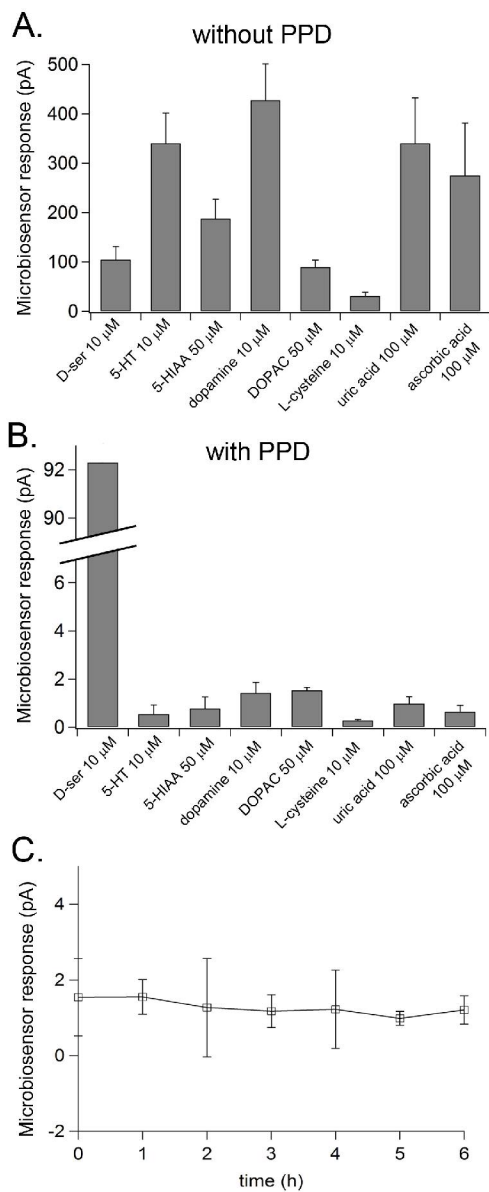 A.
without PPD
Microbiosensor response (pA)
500
400
300
200
100
0
D-ser 10 µM
5-HT 10 µM
5-HIAA 50 µM
dopamine 10 µM
DOPAC 50 µM
L-cysteine 10 µM
uric acid 100 µM
ascorbic acid
100 µM
B.
with PPD
Microbiosensor response (pA)
92
90
6
4
2
0
D-ser 10 µM
5-HT 10 µM
5-HIAA 50 µM
dopamine 10 µM
DOPAC 50 µM
L-cysteine 10 µM
uric acid 100 µM
ascorbic acid
100 µM
C.
Microbiosensor response (pA)
4
2
0
-2
0 1 2 3 4 5 6
time (h)